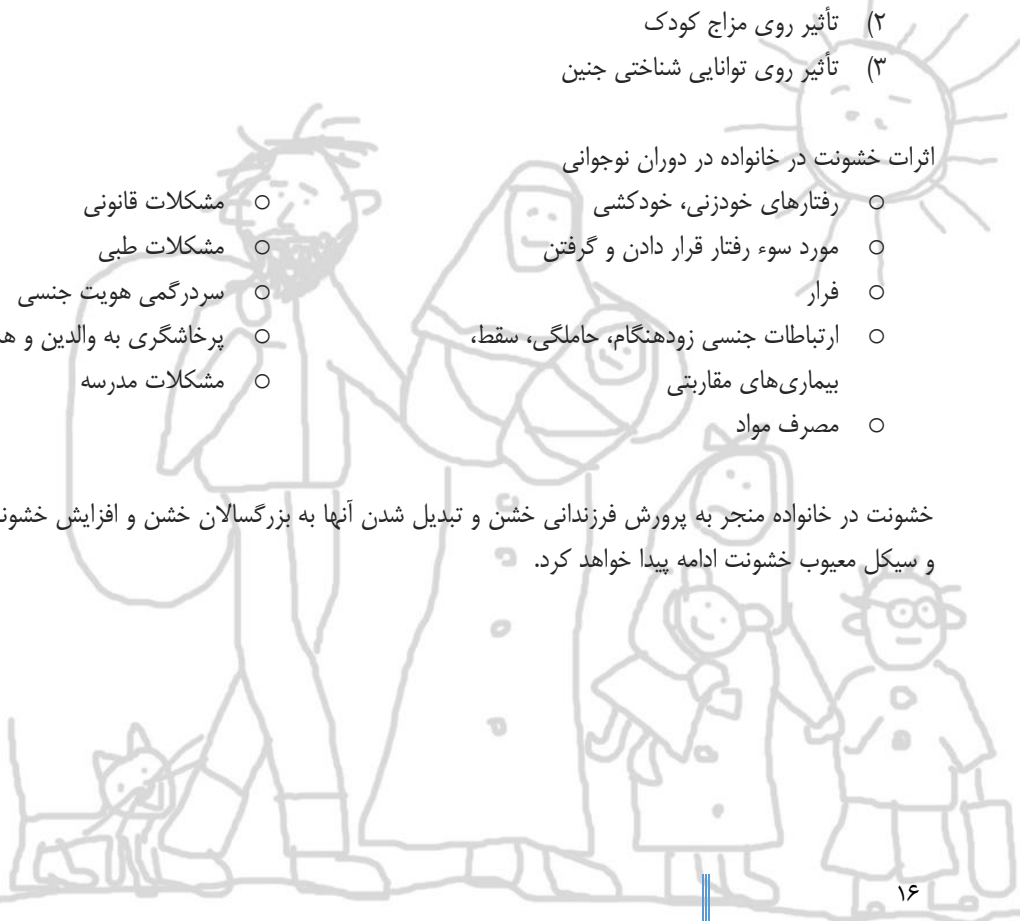 ۲) تأثیر روی مزاج کودک
۳) تأثیر روی توانایی شناختی جنین
اثرات خشونت در خانواده در دوران نوجوانی
○ رفتارهای خودزنی، خودکشی
○ مورد سوء رفتار قرار دادن و گرفتن
○ فرار
○ ارتباطات جنسی زودهنگام، حاملگی، سقط،
بیماری‌های مقاربتی
○ مصرف مواد
○ مشکلات قانونی
○ مشکلات طبی
○ سردرگمی هویت جنسی
○ پرخاشگری به والدین و
○ مشکلات مدرسه
خشونت در خانواده منجر به پرورش فرزندانی خشن و تبدیل شدن آنها به بزرگسالان خشن و افزایش
و سیکل معیوب خشونت ادامه پیدا خواهد کرد.
۱۶